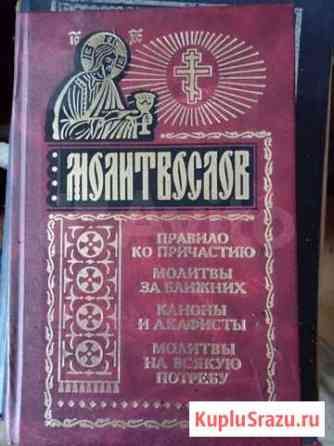 МОЛИТВОСЛОВ
ПРАВИЛО
КО ПРИЧАСТИЮ
МОЛИТВЫ
ЗА БЛИЖНИХ
КАНОНЫ
И АКАФИСТЫ
МОЛИТВЫ
НА ВСЯКУЮ
ПОТРЕБУ
KupluSrazu.ru